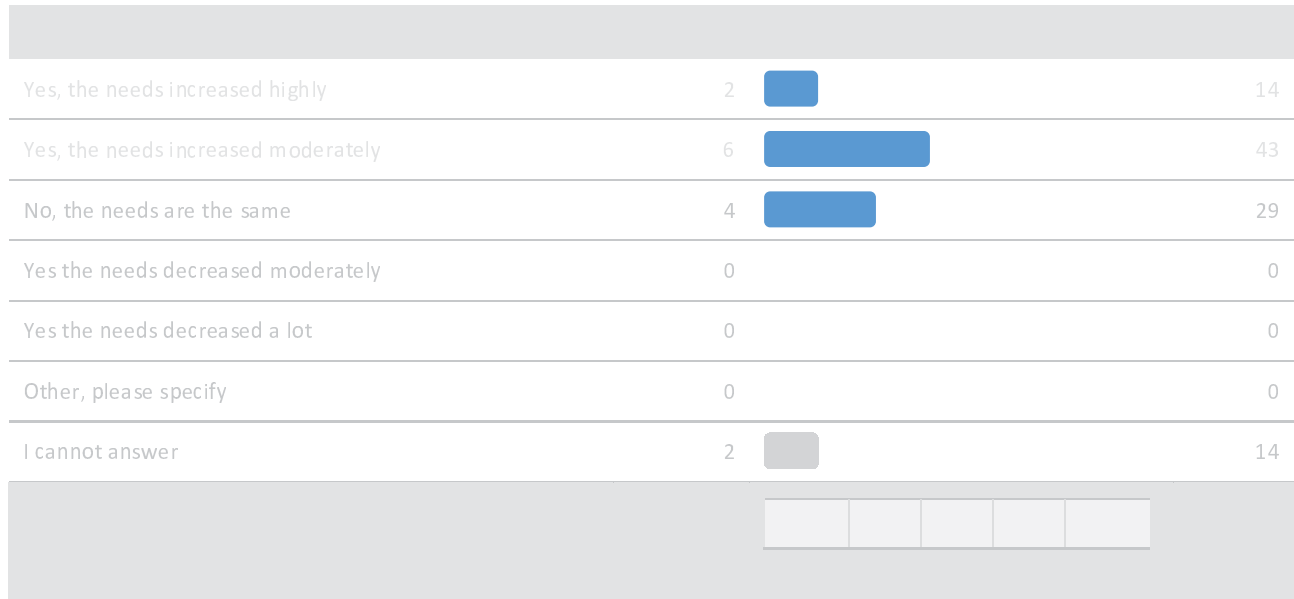 Yes, the needs increased highly 2 14
Yes, the needs increased moderately 6 43
No, the needs are the same 4 29
Yes the needs decreased moderately 0 0
Yes the needs decreased a lot 0 0
Other, please specify 0 0
I cannot answer 2 14